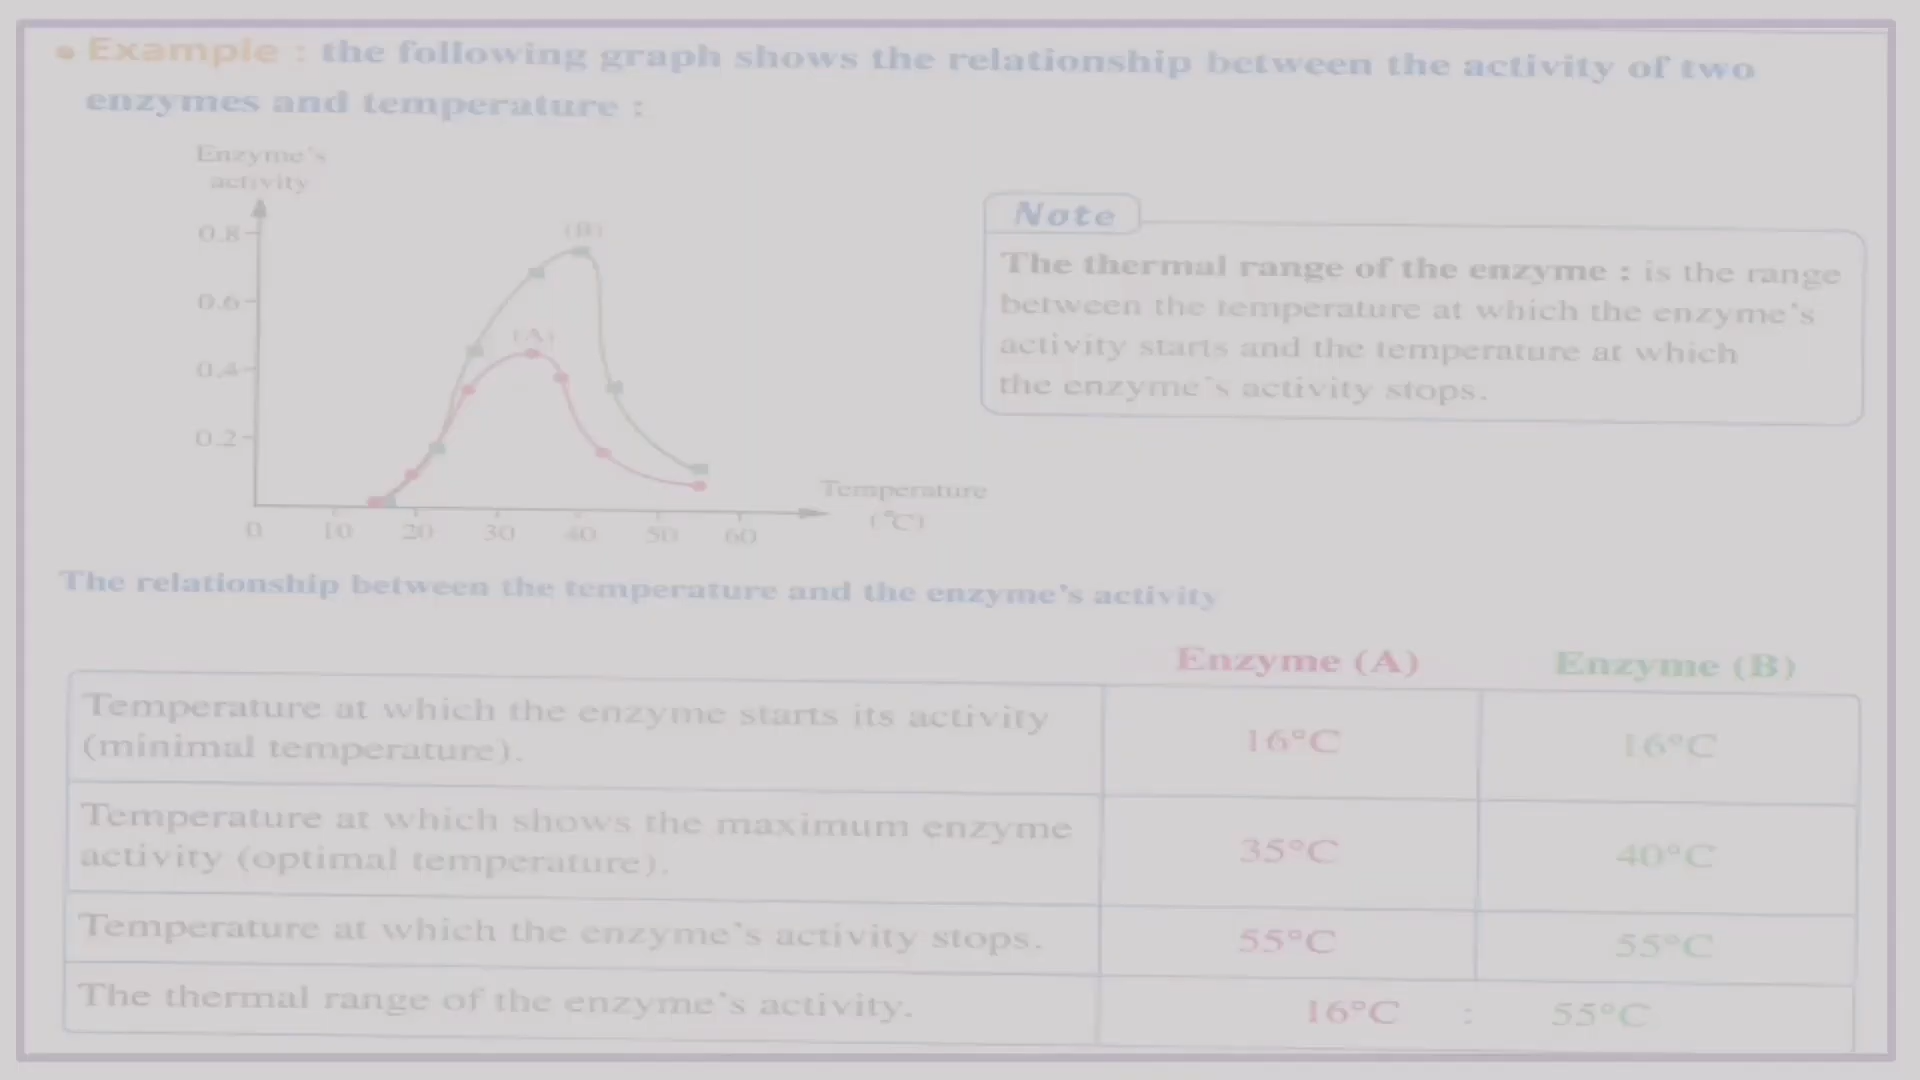 • Example : the following graph shows the relationship between the activity of two
enzymes and temperature :
Enzyme's
activity
0.8
0.6
0.4
0.2
(B)
(A)
0 10 20 30 40 50 60
Temperature
(°C)
Note
The thermal range of the enzyme : is the range
between the temperature at which the enzyme's
activity starts and the temperature at which
the enzyme's activity stops.
The relationship between the temperature and the enzyme's activity
Enzyme (A) Enzyme (B)
Temperature at which the enzyme starts its activity
(minimal temperature).
16°C 16°C
Temperature at which shows the maximum enzyme
activity (optimal temperature).
35°C 40°C
Temperature at which the enzyme's activity stops. 55°C 55°C
The thermal range of the enzyme's activity. 16°C : 55°C